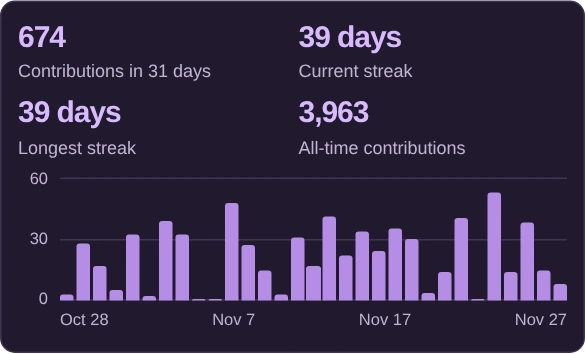 674
39 days
Contributions in 31 days
Current streak
39 days
3,963
Longest streak
All-time contributions
60
30
0
Oct 28
Nov 7
Nov 17
Nov 27